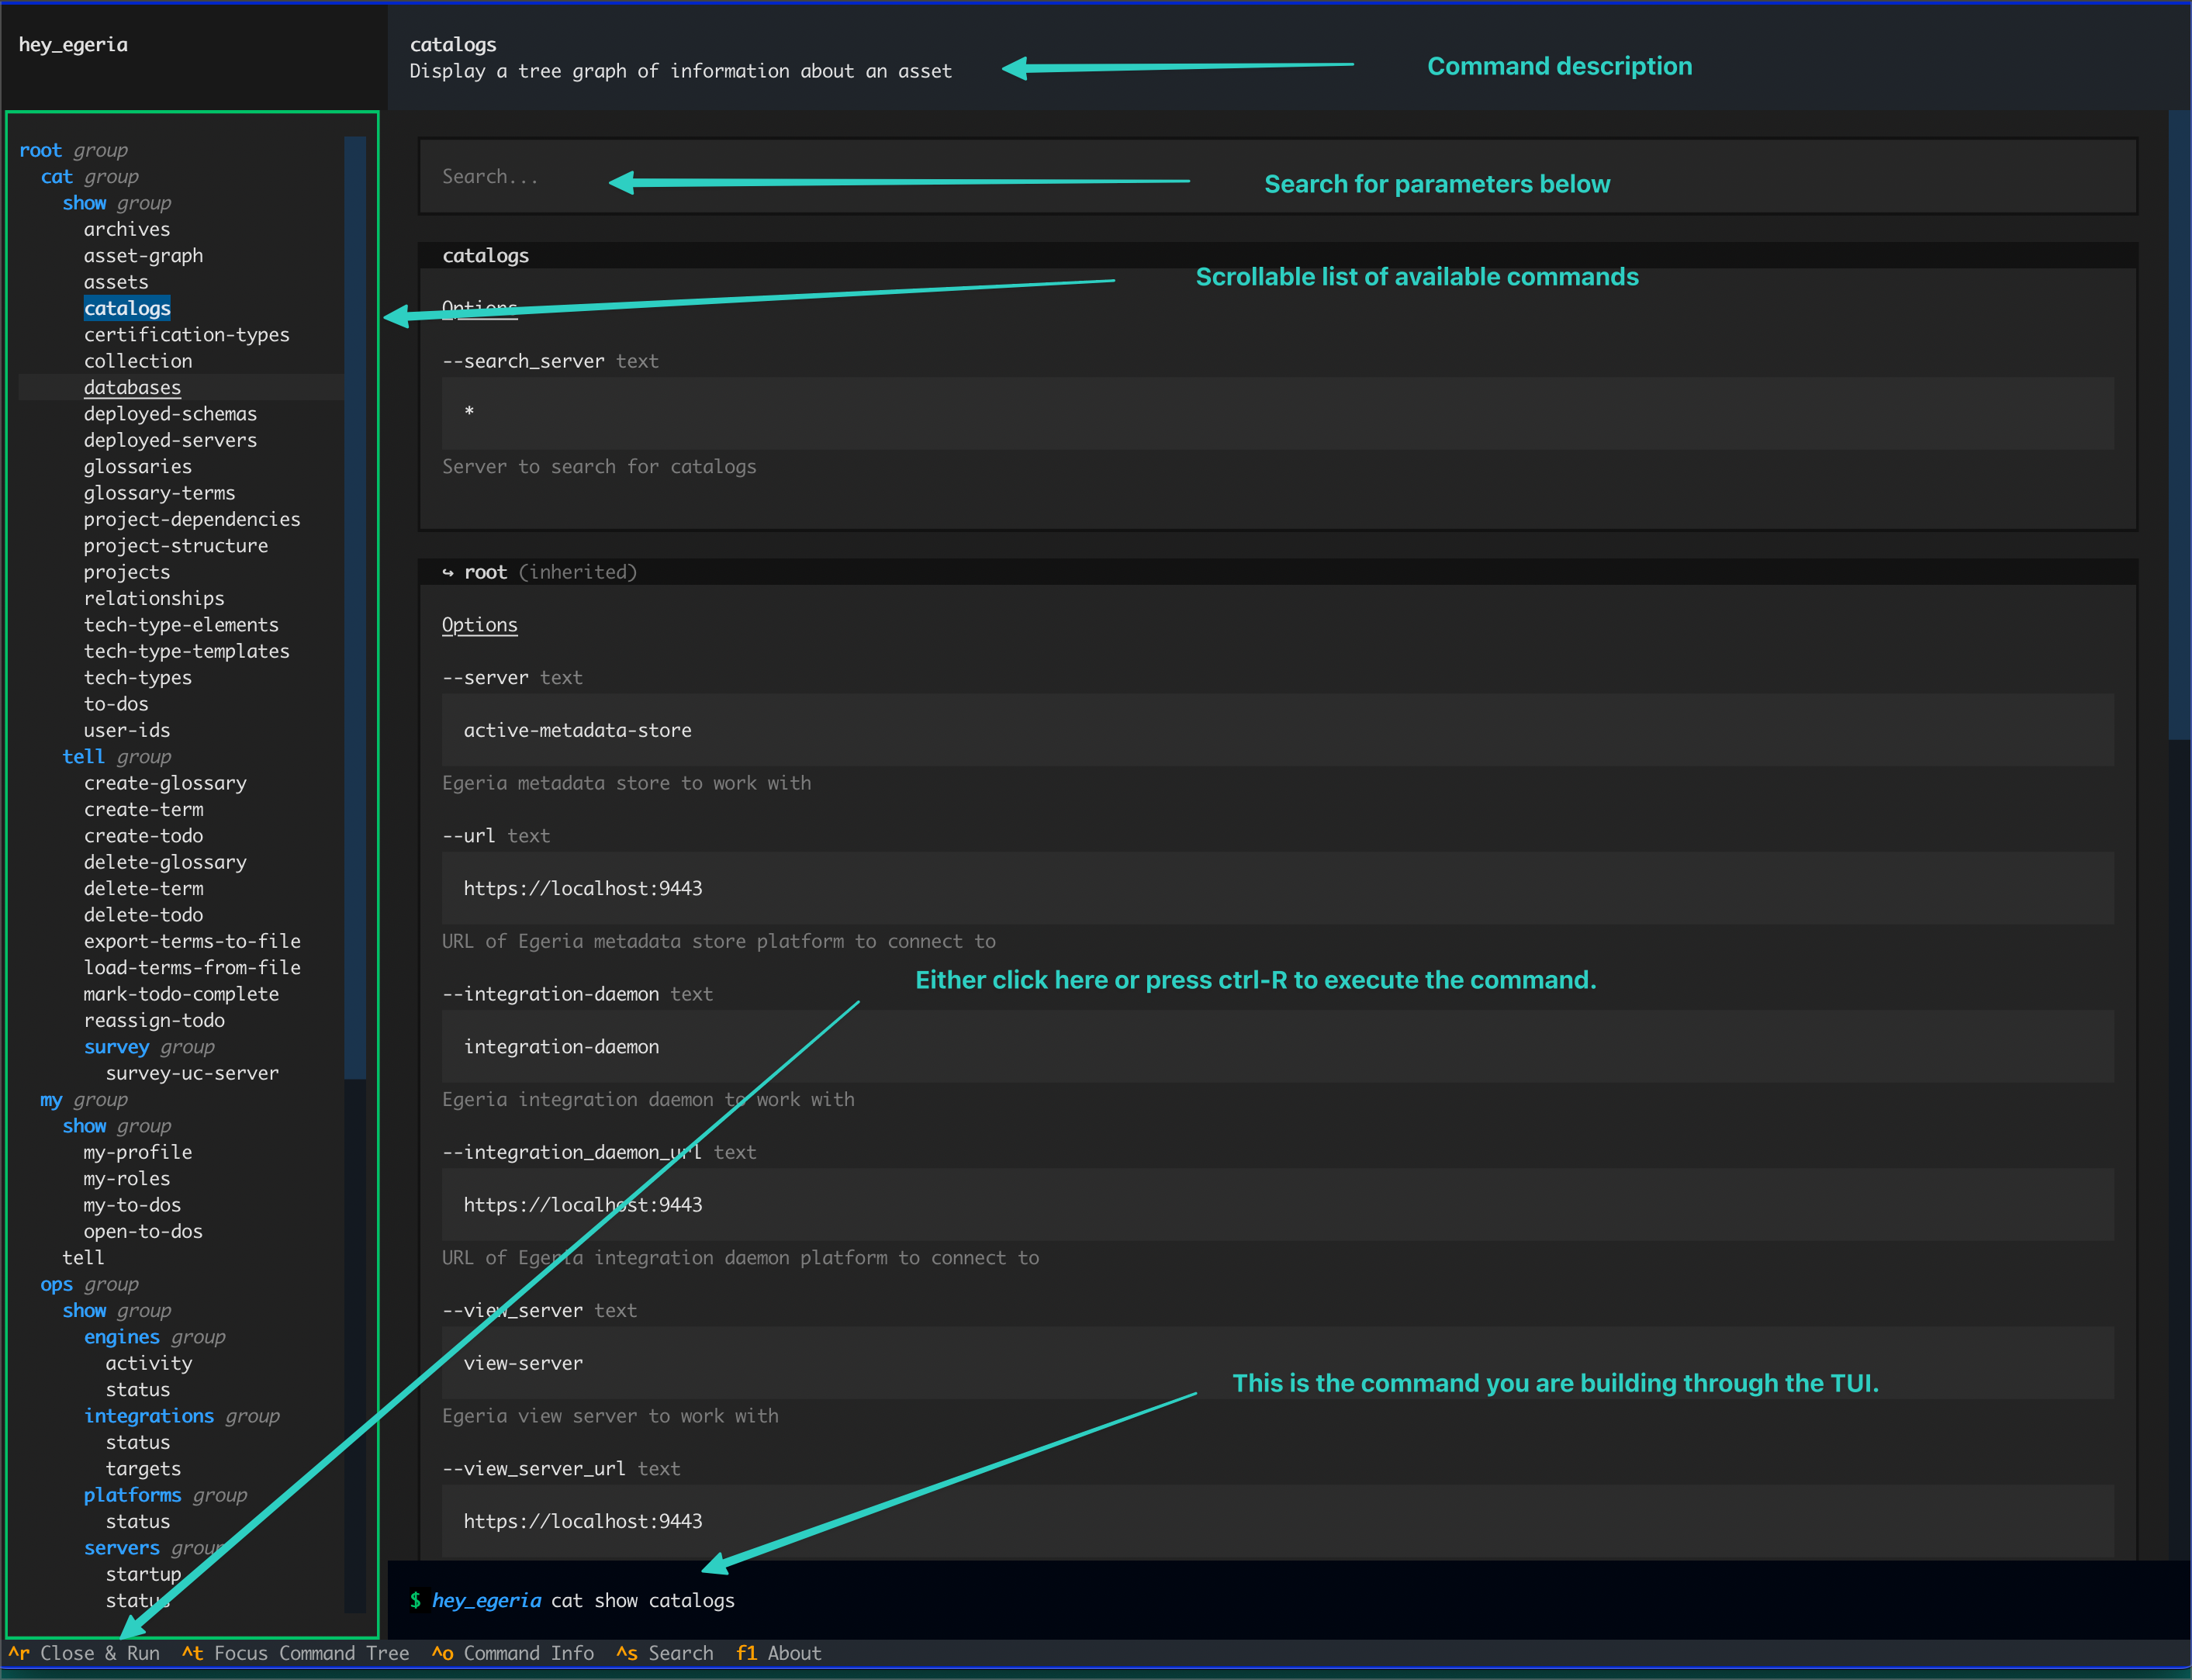 hey_egeria
catalogs
Display a tree graph of information about an asset
Command description
root group
cat group
show group
archives
asset-graph
assets
catalogs
certification-types
collection
databases
deployed-schemas
deployed-servers
glossaries
glossary-terms
project-dependencies
project-structure
projects
relationships
tech-type-elements
tech-type-templates
tech-types
to-dos
user-ids
tell group
create-glossary
create-term
create-todo
delete-glossary
delete-term
delete-todo
export-terms-to-file
load-terms-from-file
mark-todo-complete
reassign-todo
survey group
survey-uc-server
my group
show group
my-profile
my-roles
my-to-dos
open-to-dos
tell
ops group
show group
engines group
activity
status
integrations group
status
targets
platforms group
status
servers group
startup
status
Search...
Search for parameters below
catalogs
Scrollable list of available commands
Options
--search_server text
*
Server to search for catalogs
↪ root (inherited)
Options
--server text
active-metadata-store
Egeria metadata store to work with
--url text
https://localhost:9443
URL of Egeria metadata store platform to connect to
Either click here or press ctrl-R to execute the command.
--integration-daemon text
integration-daemon
Egeria integration daemon to work with
--integration_daemon_url text
https://localhost:9443
URL of Egeria integration daemon platform to connect to
--view_server text
view-server
This is the command you are building through the TUI.
Egeria view server to work with
--view_server_url text
https://localhost:9443
$ hey_egeria cat show catalogs
^r Close & Run ^t Focus Command Tree ^o Command Info ^s Search f1 About